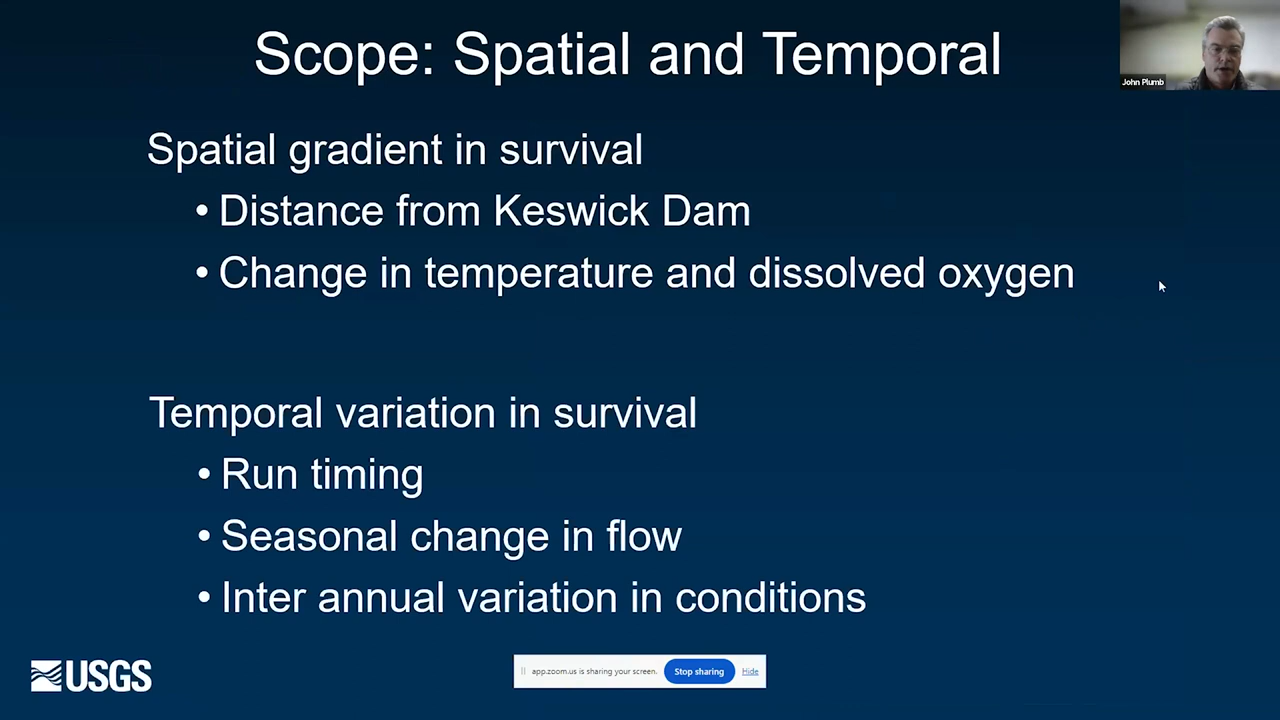 Scope: Spatial and Temporal
John Plumb
Spatial gradient in survival
• Distance from Keswick Dam
• Change in temperature and dissolved oxygen
Temporal variation in survival
• Run timing
• Seasonal change in flow
• Inter annual variation in conditions
USGS
app.zoom.us is sharing your screen. Stop sharing Hide